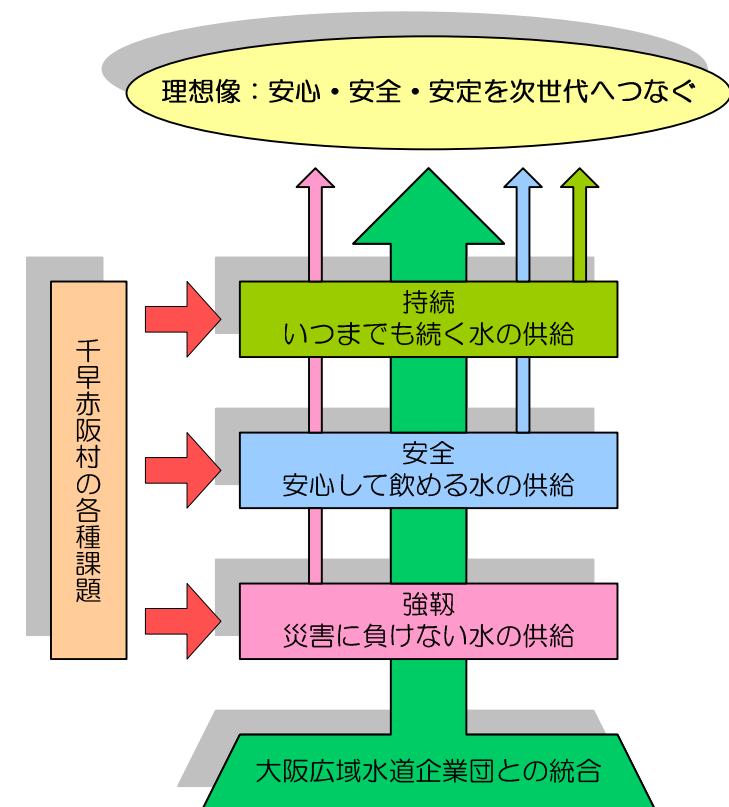 理想像：安心・安全・安定を次世代へつなぐ
千早赤阪村の各種課題
持続
いつまでも続く水の供給
安全
安心して飲める水の供給
強靱
災害に負けない水の供給
大阪広域水道企業団との統合